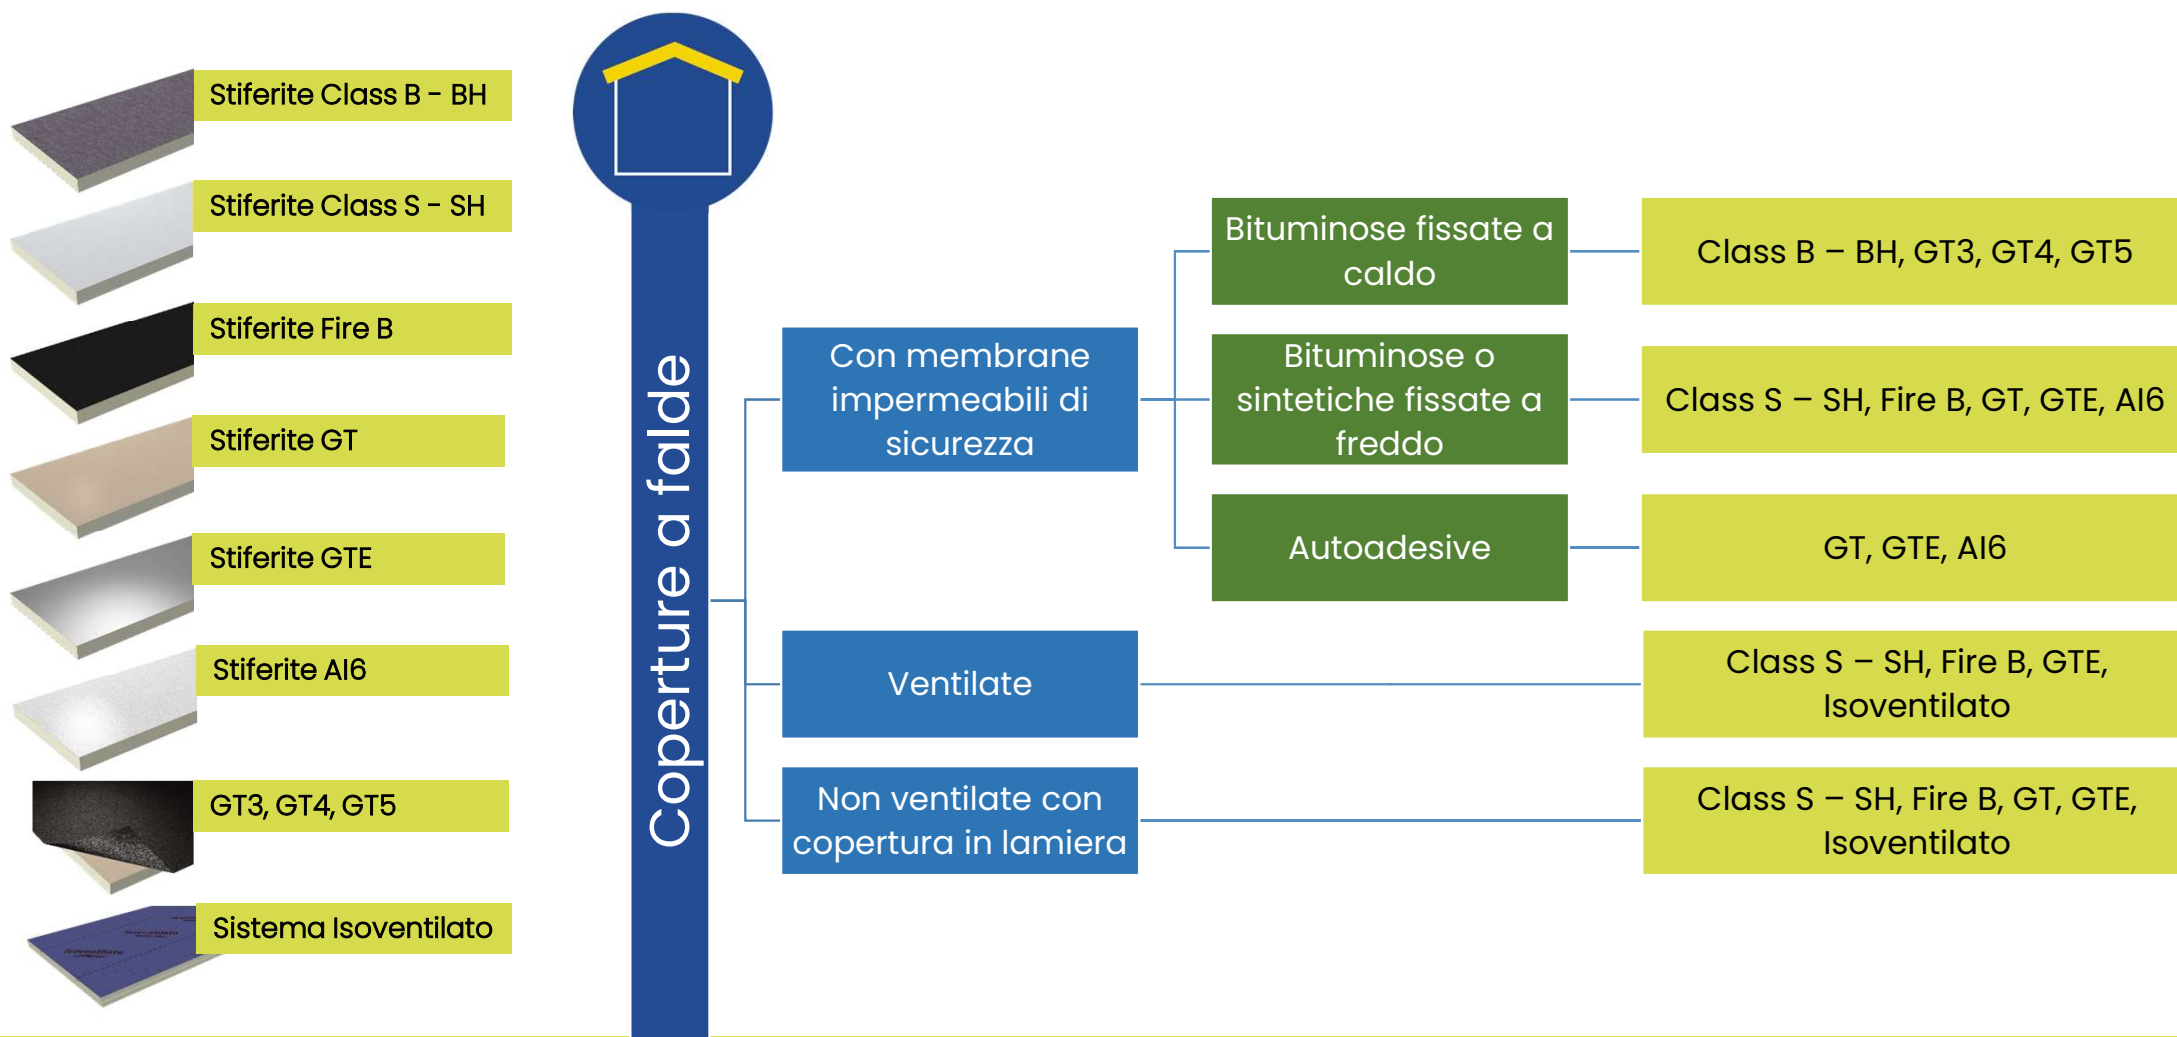 Stiferite Class B - BH
Stiferite Class S - SH
Stiferite Fire B
Stiferite GT
Stiferite GTE
Stiferite AI6
GT3, GT4, GT5
Sistema Isoventilato
Coperture a falde
Con membrane
impermeabili di
sicurezza
Bituminose fissate a
caldo
Class B – BH, GT3, GT4, GT5
Bituminose o
sintetiche fissate a
freddo
Class S – SH, Fire B, GT, GTE, AI6
Autoadesive
GT, GTE, AI6
Ventilate
Class S – SH, Fire B, GTE,
Isoventilato
Non ventilate con
copertura in lamiera
Class S – SH, Fire B, GT, GTE,
Isoventilato